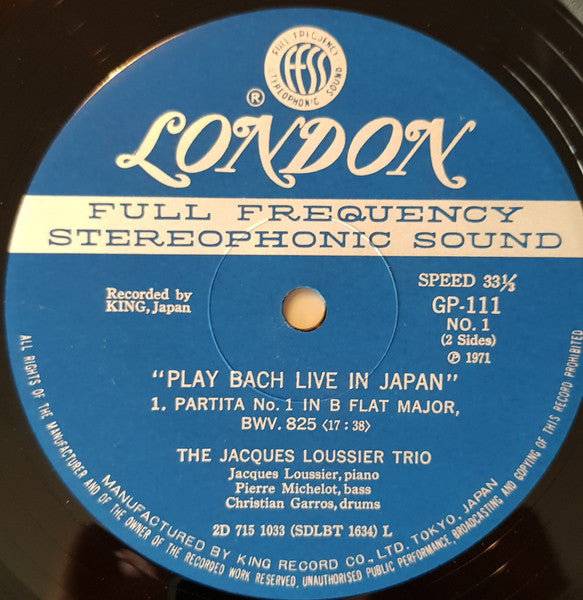 FULL FREQUENCY
ffss
STEREOPHONIC SOUND
®
LONDON
FULL FREQUENCY
STEREOPHONIC SOUND
Recorded by
KING, Japan
SPEED 33⅓
GP-111
NO. 1
(2 Sides)
℗ 1971
"PLAY BACH LIVE IN JAPAN"
1. PARTITA No. 1 IN B FLAT MAJOR,
BWV. 825 <17 : 38>
THE JACQUES LOUSSIER TRIO
Jacques Loussier, piano
Pierre Michelot, bass
Christian Garros, drums
2D 715 1033 (SDLBT 1634) L
MANUFACTURED BY KING RECORD CO., LTD. TOKYO, JAPAN
ALL RIGHTS OF THE MANUFACTURER AND OF THE OWNER OF THE RECORDED WORK RESERVED, UNAUTHORISED PUBLIC PERFORMANCE, BROADCASTING AND COPYING OF THIS RECORD PROHIBITED